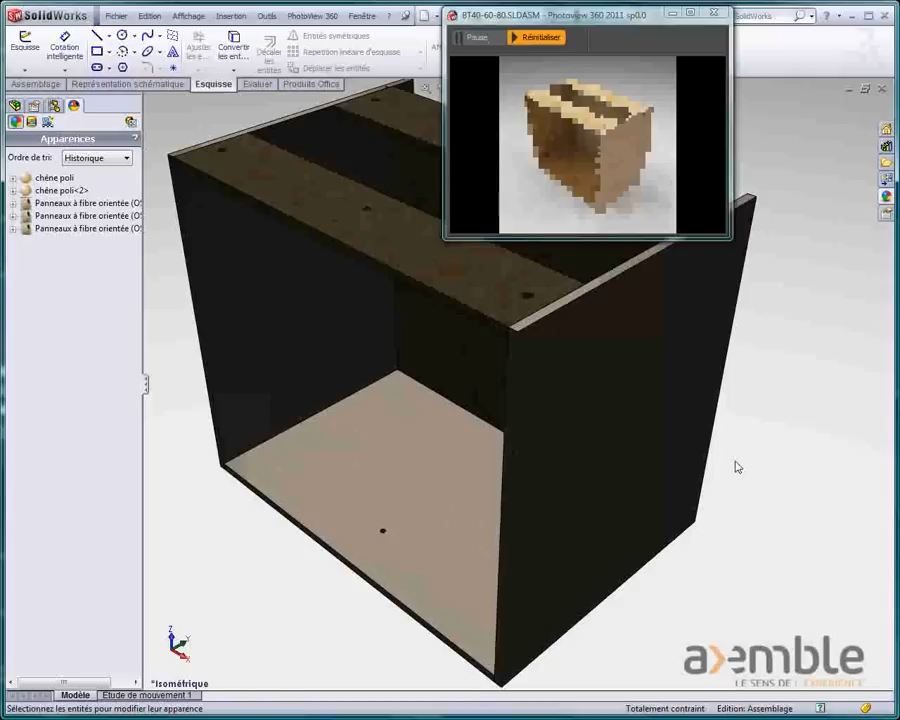 SolidWorks
Fichier Edition Affichage Insertion Outils PhotoView 360 Fenêtre ?
BT40-60-80.SLDASM - Photoview 360 2011 sp0.0
SolidWorks
Esquisse
Cotation intelligente
Ajuster les
Convertir les ent...
Décaler les entités
Entités symétriques
Répétition linéaire d'esquisse
Déplacer les entités
Pause
Réinitialiser
Assemblage Représentation schématique Esquisse Evaluer Produits Office
Apparences
?
Ordre de tri: Historique
chéne poli
chéne poli<2>
Panneaux à fibre orientée (O
Panneaux à fibre orientée (O
Panneaux à fibre orientée (O
Z
Y
X
*Isométrique
axemble
LE SENS DE L'EXPERIENCE
Modèle Etude de mouvement 1
Sélectionnez les entités pour modifier leur apparence
Totalement contraint Edition: Assemblage